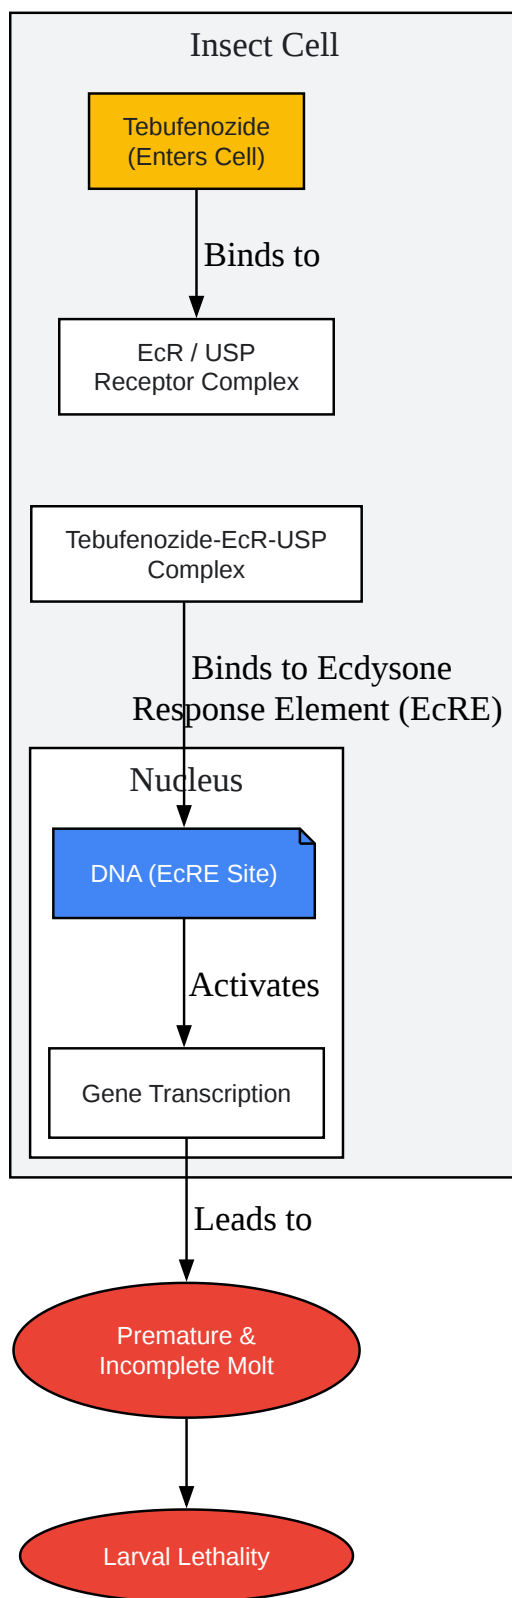 Insect Cell
Tebufenozide
(Enters Cell)
Binds to
EcR / USP
Receptor Complex
Tebufenozide-EcR-USP
Complex
Binds to Ecdysone
Response Element (EcRE)
Nucleus
DNA (EcRE Site)
Activates
Gene Transcription
Leads to
Premature &
Incomplete Molt
Larval Lethality